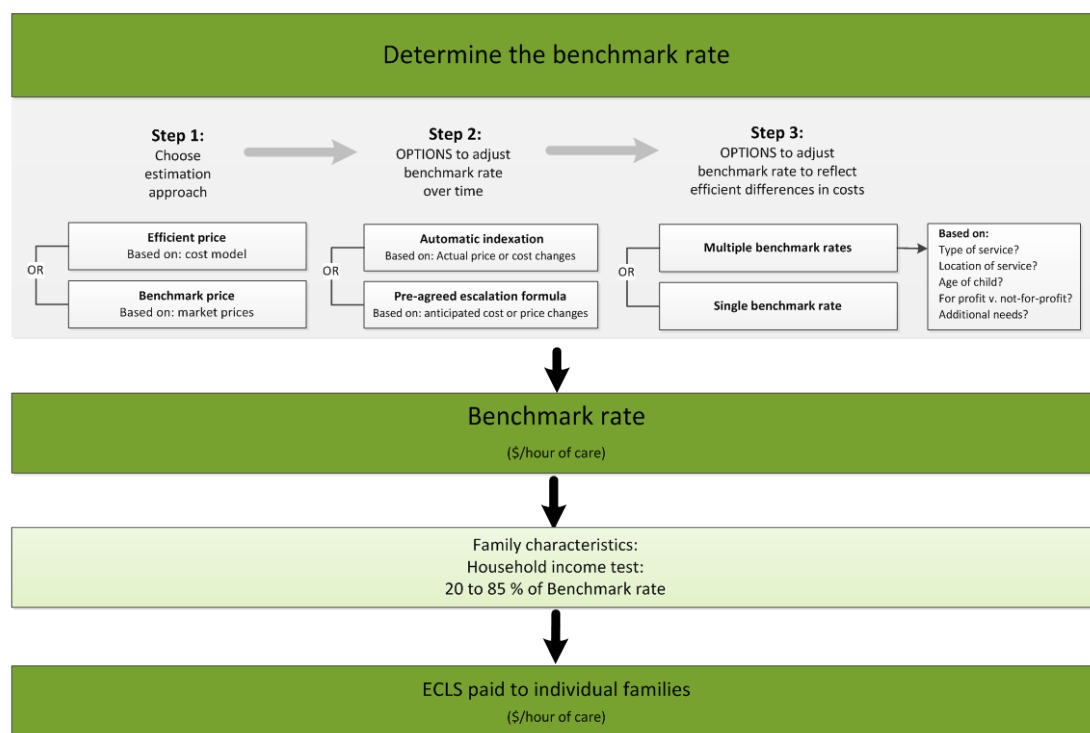 Determine the benchmark rate
Step 1:
Choose
estimation
approach
Step 2:
OPTIONS to adjust
benchmark rate
over time
Step 3:
OPTIONS to adjust
benchmark rate to reflect
efficient differences in costs
OR
Efficient price
Based on: cost model
Benchmark price
Based on: market prices
OR
Automatic indexation
Based on: Actual price or cost changes
Pre-agreed escalation formula
Based on: anticipated cost or price changes
OR
Multiple benchmark rates
Single benchmark rate
Based on:
Type of service?
Location of service?
Age of child?
For profit v. not-for-profit?
Additional needs?
Benchmark rate
($/hour of care)
Family characteristics:
Household income test:
20 to 85 % of Benchmark rate
ECLS paid to individual families
($/hour of care)